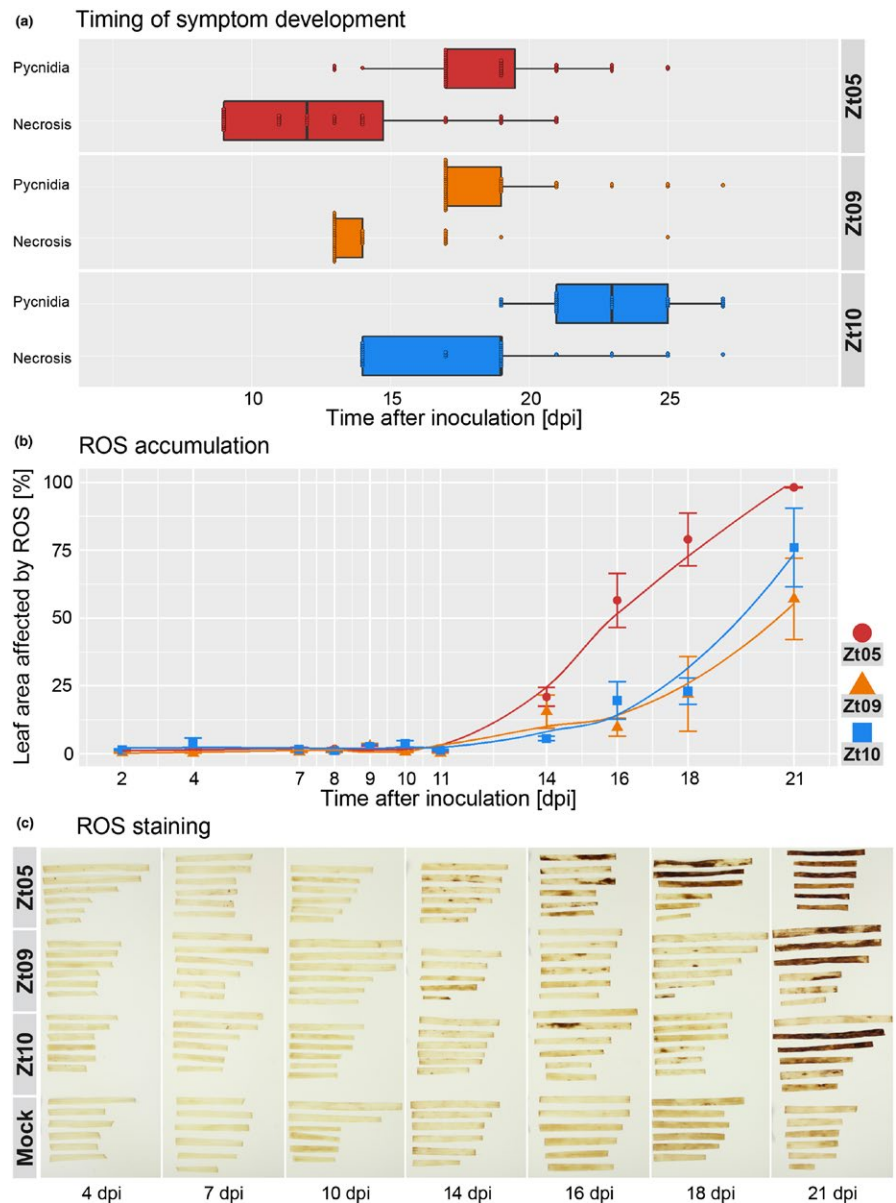 (a) Timing of symptom development
Pycnidia
Necrosis
Zt05
Pycnidia
Necrosis
Zt09
Pycnidia
Necrosis
Zt10
10 15 20 25
Time after inoculation [dpi]
(b) ROS accumulation
Leaf area affected by ROS [%]
100
75
50
25
0
2 4 7 8 9 10 11 14 16 18 21
Time after inoculation [dpi]
Zt05
Zt09
Zt10
(c) ROS staining
Zt05
Zt09
Zt10
Mock
4 dpi 7 dpi 10 dpi 14 dpi 16 dpi 18 dpi 21 dpi